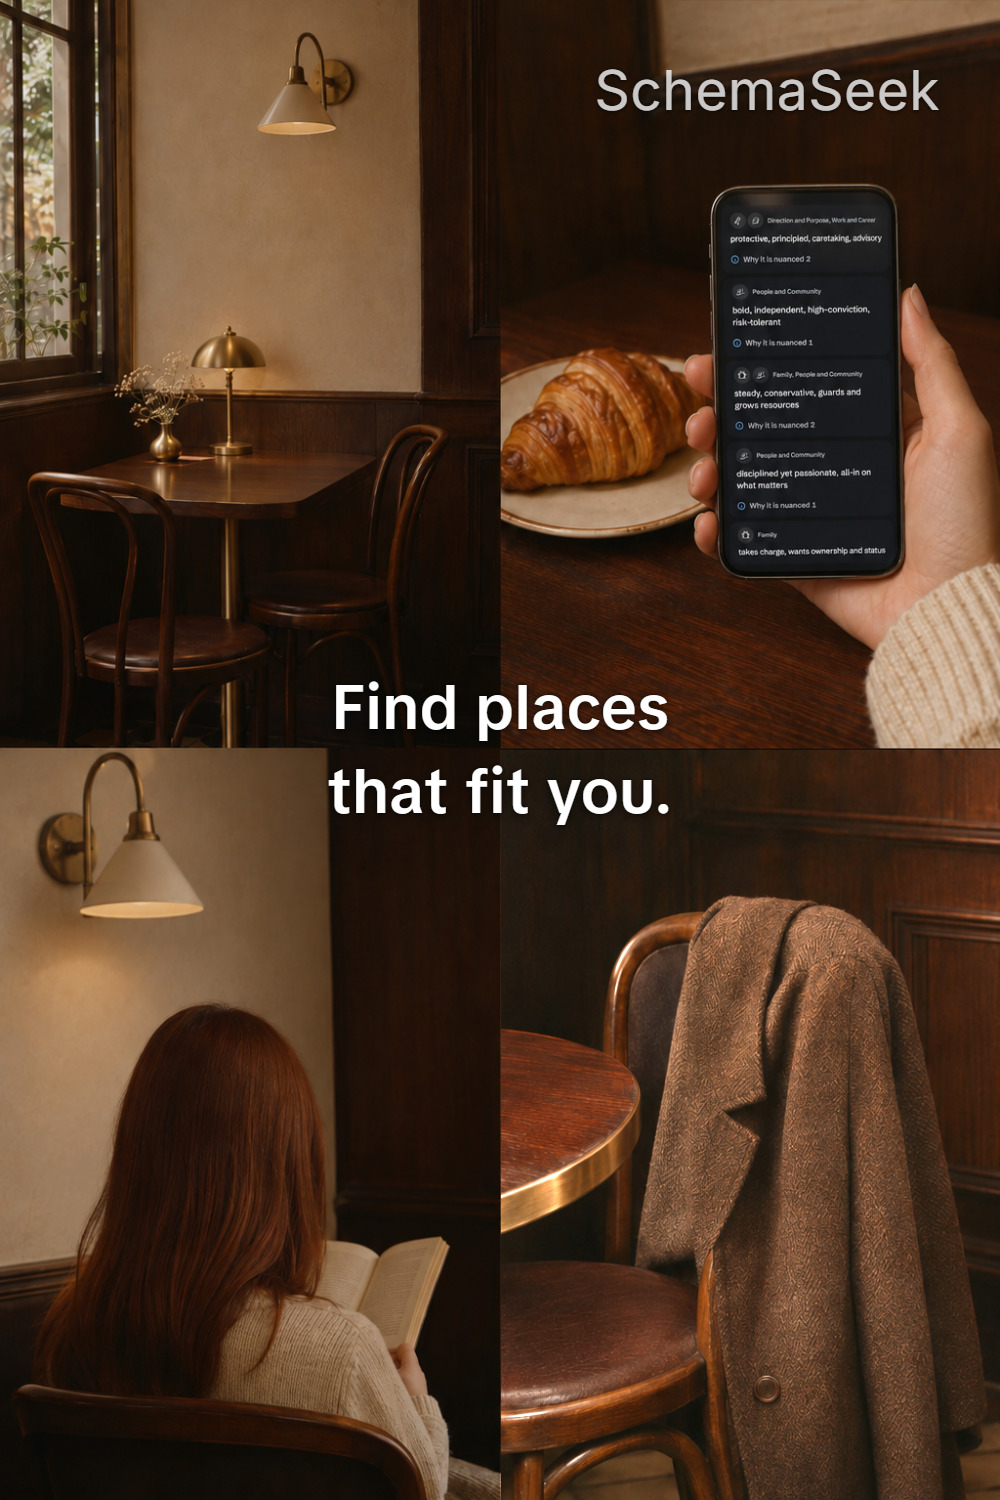 SchemaSeek
Direction and Purpose, Work and Career
protective, principled, caretaking, advisory
Why it is nuanced 2
People and Community
bold, independent, high-conviction,
risk-tolerant
Why it is nuanced 1
Family, People and Community
steady, conservative, guards and
grows resources
Why it is nuanced 2
People and Community
disciplined yet passionate, all-in on
what matters
Why it is nuanced 1
Family
takes charge, wants ownership and status
Find places
that fit you.